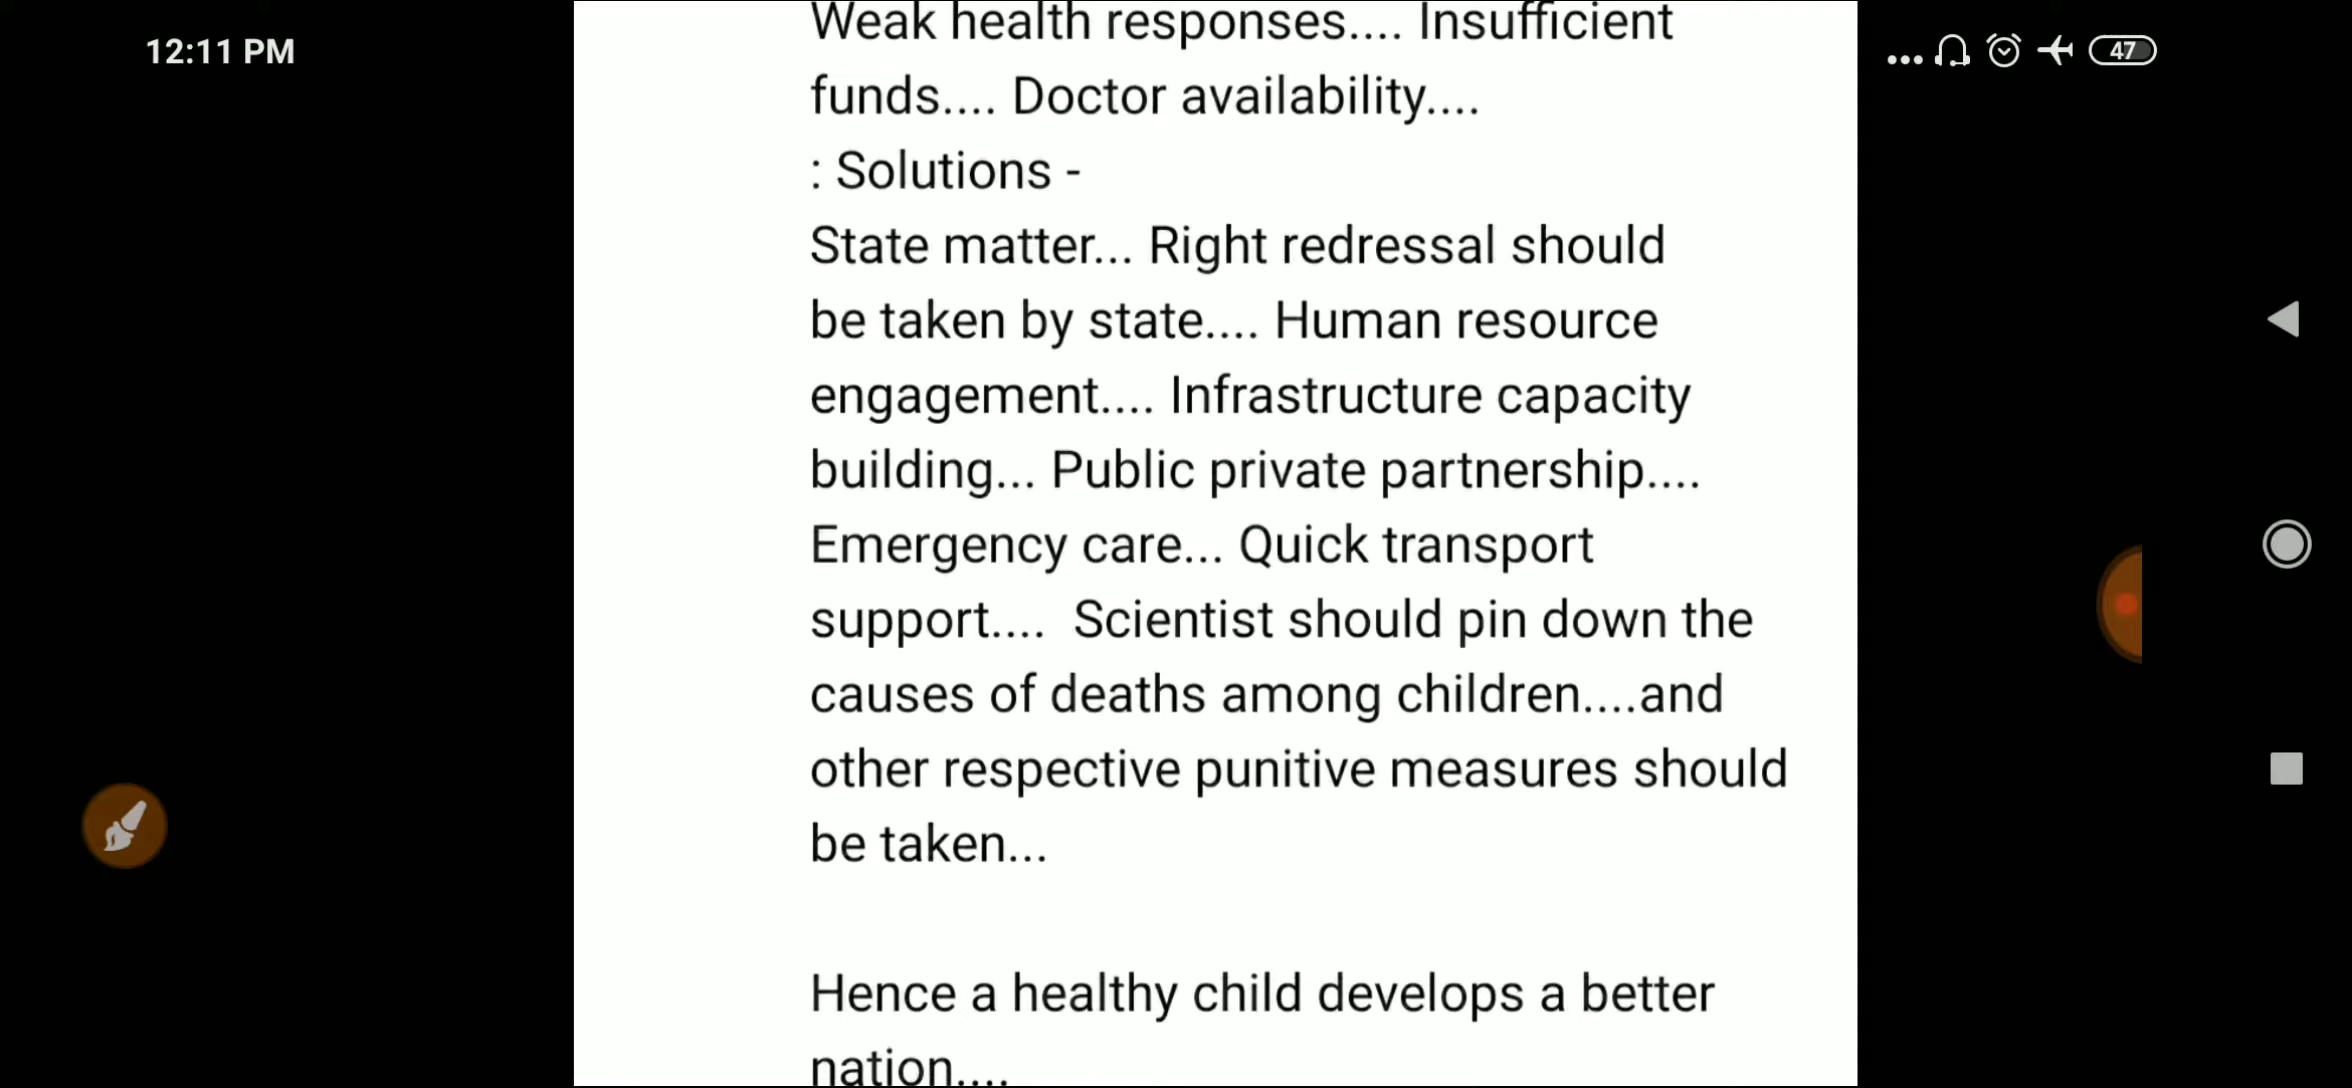 12:11 PM
47
Weak health responses.... Insufficient
funds.... Doctor availability....
: Solutions -
State matter... Right redressal should
be taken by state.... Human resource
engagement.... Infrastructure capacity
building... Public private partnership....
Emergency care... Quick transport
support....  Scientist should pin down the
causes of deaths among children....and
other respective punitive measures should
be taken...
Hence a healthy child develops a better
nation....